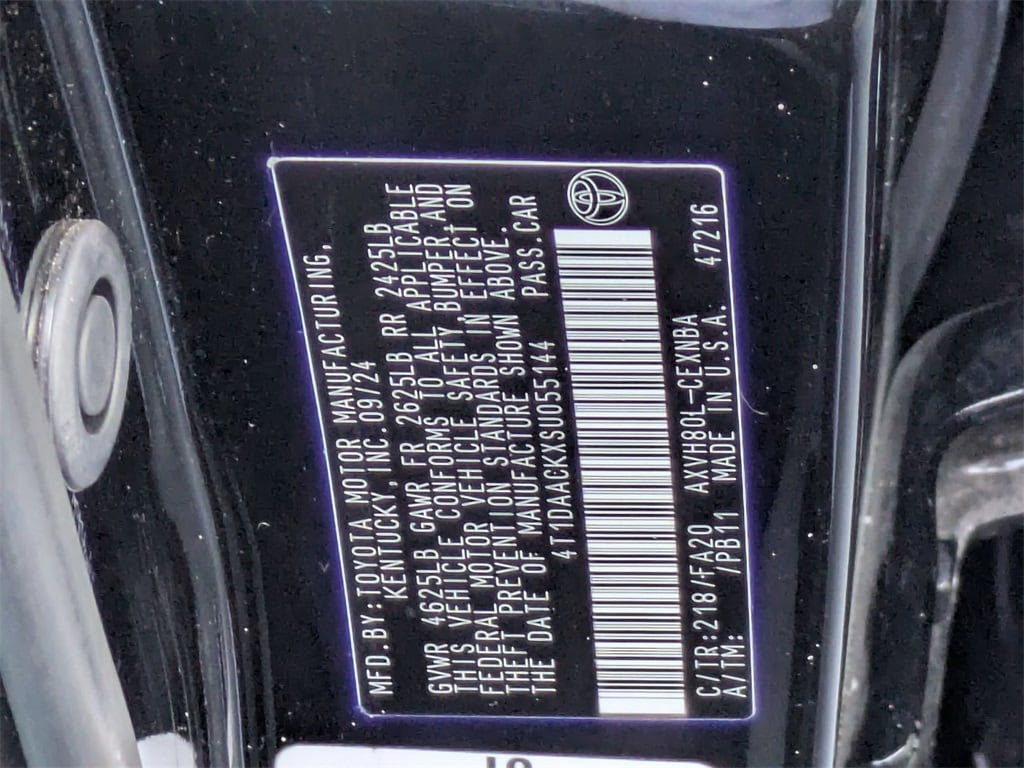 MFD.BY:TOYOTA MOTOR MANUFACTURING,
KENTUCKY,INC.09/24
GVWR 4625LB GAWR FR 2625LB RR 2425LB
THIS VEHICLE CONFORMS TO ALL APPLICABLE
FEDERAL MOTOR VEHICLE SAFETY BUMPER,AND
THEFT PREVENTION STANDARDS IN EFFECT ON
THE DATE OF MANUFACTURE SHOWN ABOVE.
4T1DAACKXSU055144 PASS.CAR
C/TR:218/FA20 AXVH80L-CEXNBA
A/TM: /PB11 MADE IN U.S.A. 47216